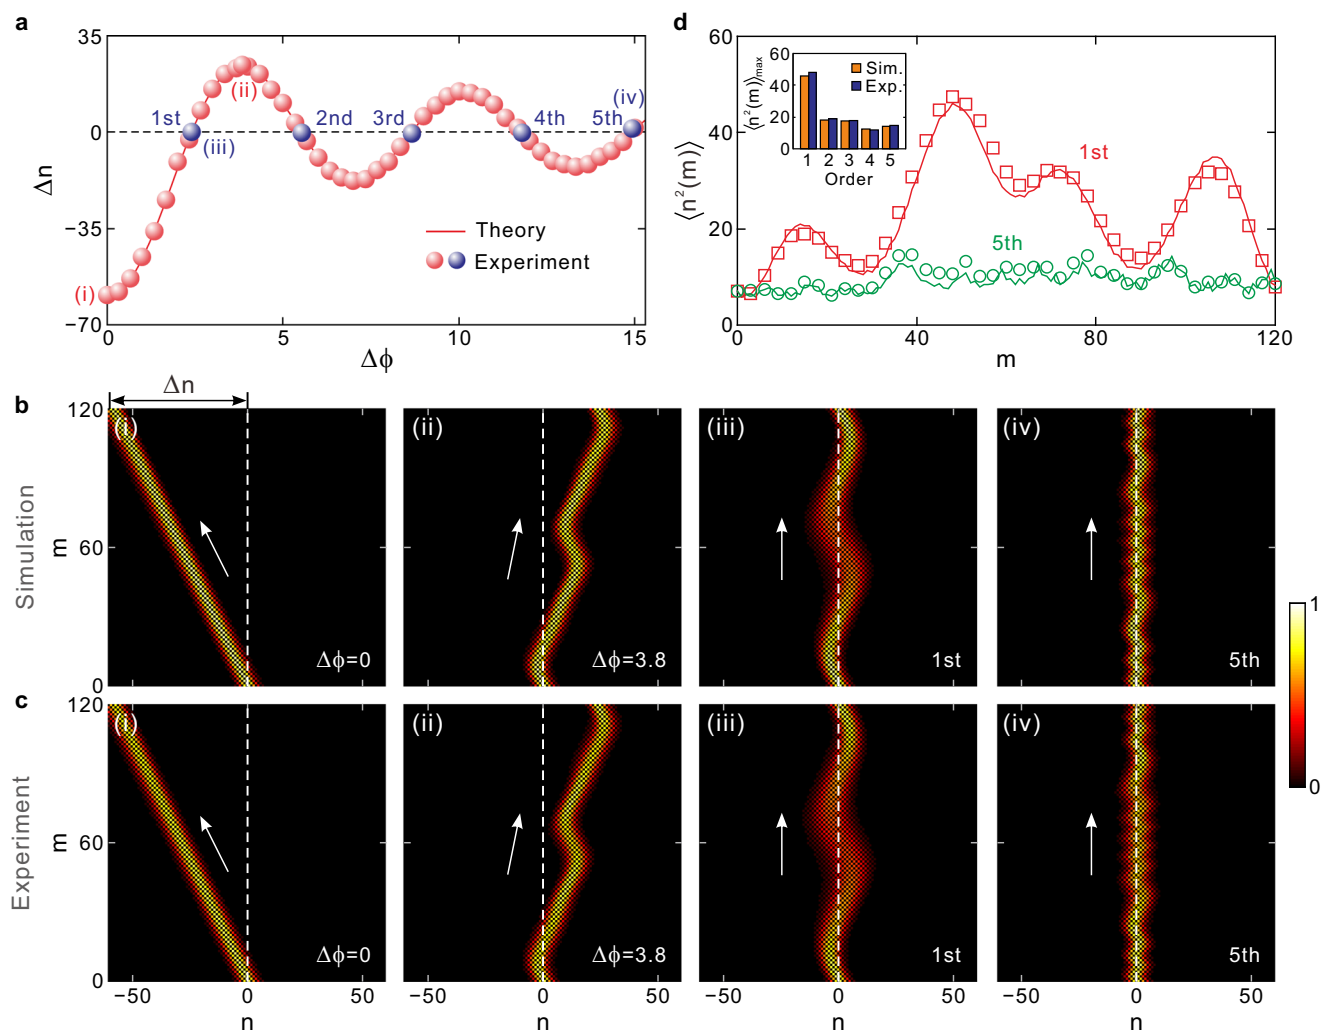 a
35
0
−35
−70
Δn
0
5
10
15
Δϕ
1st
(ii)
(iii)
2nd
3rd
4th
5th
(iv)
(i)
Theory
Experiment
d
60
40
20
0
⟨n²(m)⟩
0
40
80
120
m
1st
5th
60
40
20
0
⟨n²(m)⟩max
Sim.
Exp.
1 2 3 4 5
Order
b
Δn
Simulation
m
120
60
0
(i)
Δϕ=0
(ii)
Δϕ=3.8
(iii)
1st
(iv)
5th
c
Experiment
m
120
60
0
(i)
Δϕ=0
(ii)
Δϕ=3.8
(iii)
1st
(iv)
5th
−50 0 50
−50 0 50
−50 0 50
−50 0 50
n
n
n
n
1
0